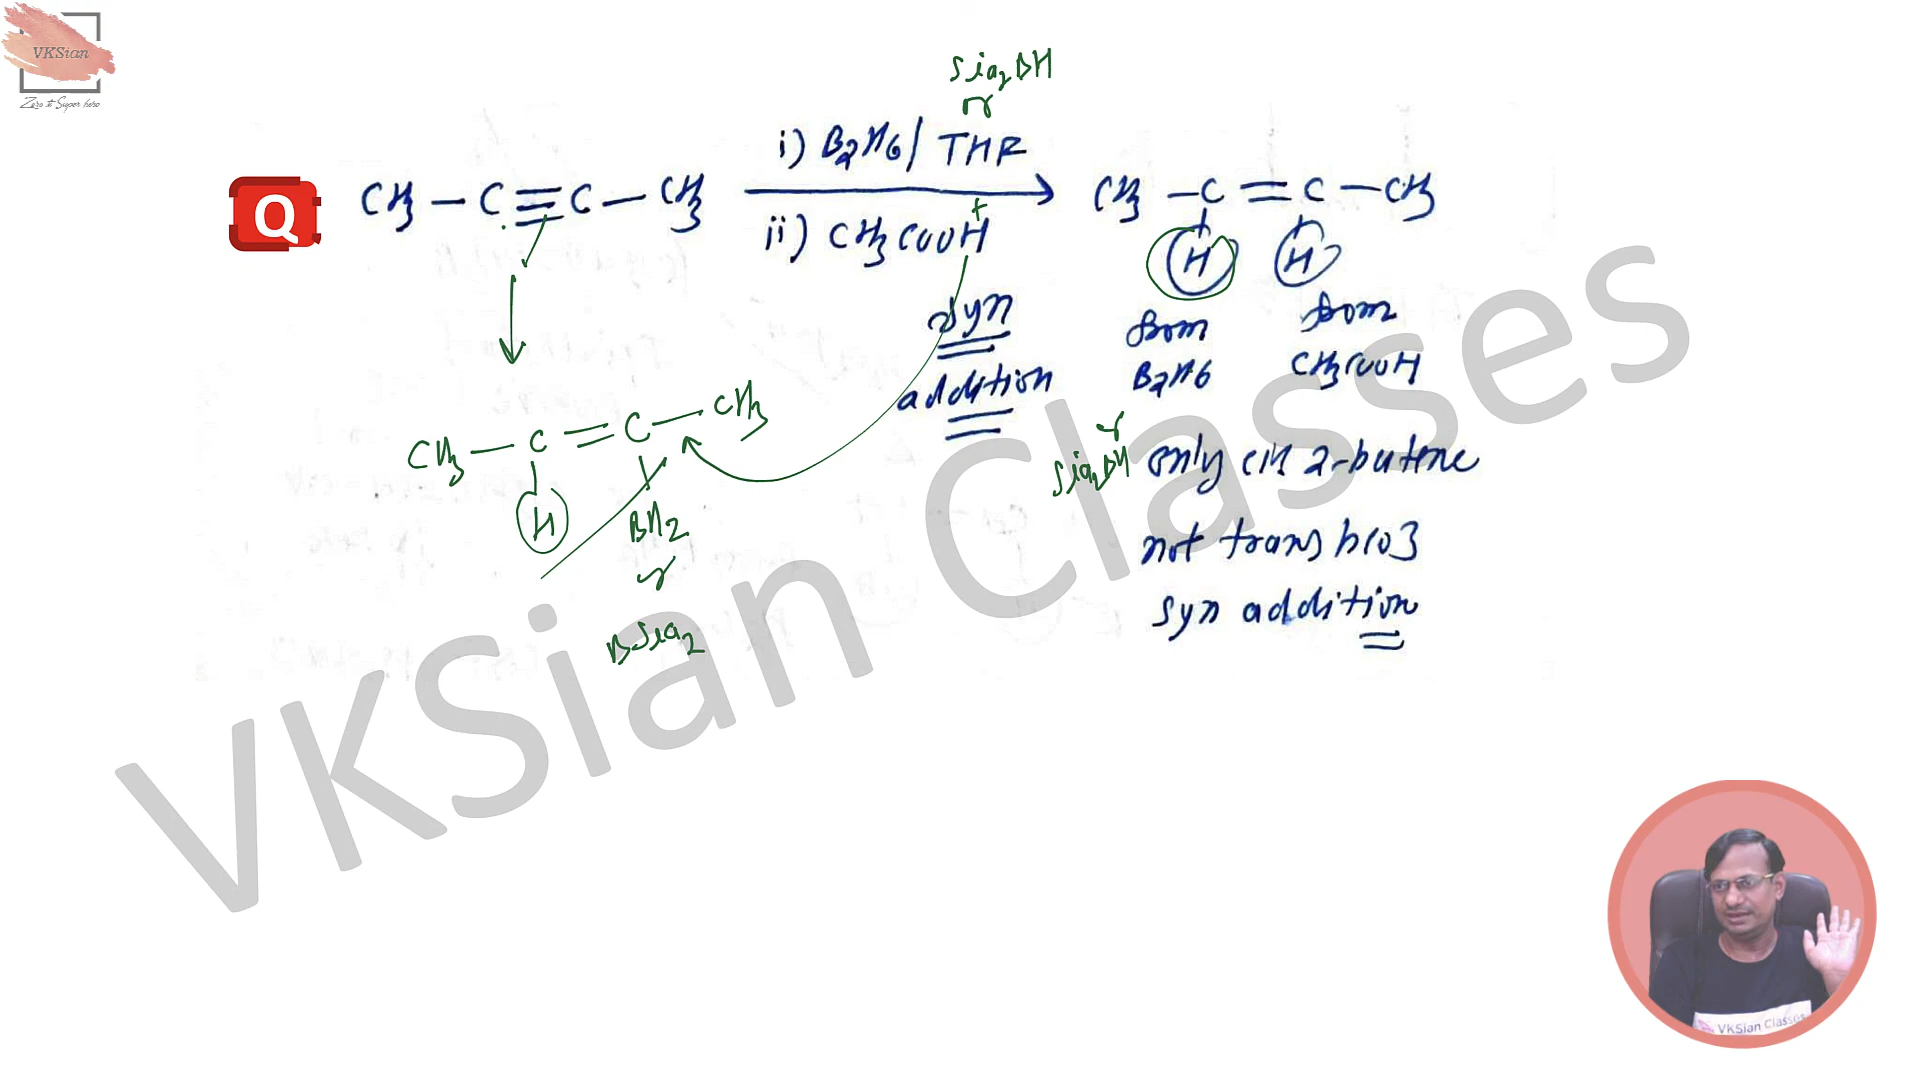 VKSian
Zero to Super hero
Sia2BH
or
i) B2H6/ THF
Q CH3 — C ≡ C — CH3 CH3 — C = C — CH3
ii) CH3COOH
+
H H
syn
addition
from from
B2H6 CH3COOH
or
Sia2BH
only cis 2-butene
not trans bcoz
syn addition
CH3 — C = C — CH3
H BH2
or
BSia2
VKSian Classes
VKSian Classes